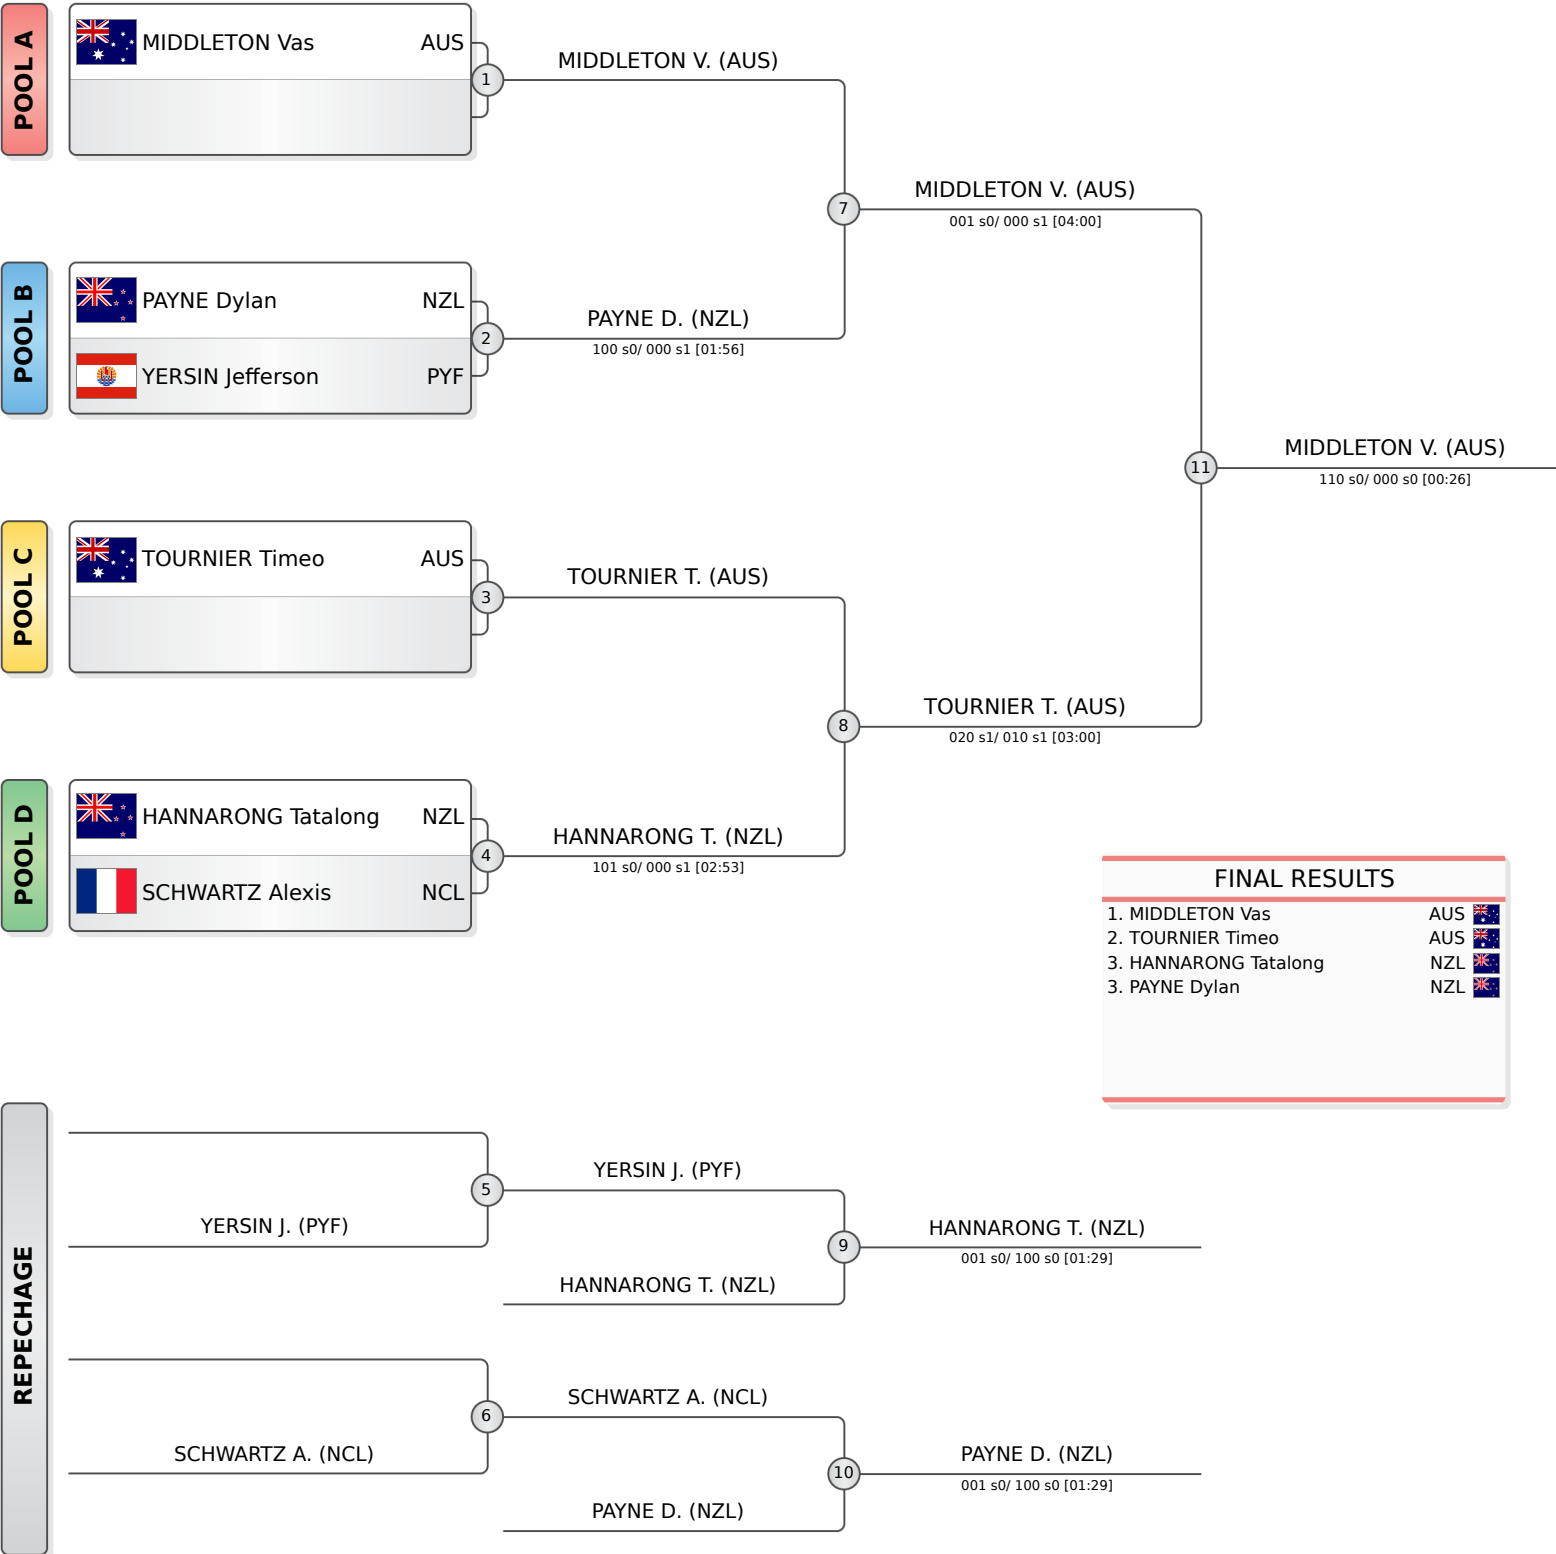 POOL A
MIDDLETON Vas AUS
1
MIDDLETON V. (AUS)
7
MIDDLETON V. (AUS)
001 s0/ 000 s1 [04:00]
POOL B
PAYNE Dylan NZL
YERSIN Jefferson PYF
2
PAYNE D. (NZL)
100 s0/ 000 s1 [01:56]
11
MIDDLETON V. (AUS)
110 s0/ 000 s0 [00:26]
POOL C
TOURNIER Timeo AUS
3
TOURNIER T. (AUS)
8
TOURNIER T. (AUS)
020 s1/ 010 s1 [03:00]
POOL D
HANNARONG Tatalong NZL
SCHWARTZ Alexis NCL
4
HANNARONG T. (NZL)
101 s0/ 000 s1 [02:53]
FINAL RESULTS
1. MIDDLETON Vas AUS
2. TOURNIER Timeo AUS
3. HANNARONG Tatalong NZL
3. PAYNE Dylan NZL
REPECHAGE
YERSIN J. (PYF)
5
YERSIN J. (PYF)
HANNARONG T. (NZL)
9
HANNARONG T. (NZL)
001 s0/ 100 s0 [01:29]
SCHWARTZ A. (NCL)
6
SCHWARTZ A. (NCL)
PAYNE D. (NZL)
10
PAYNE D. (NZL)
001 s0/ 100 s0 [01:29]